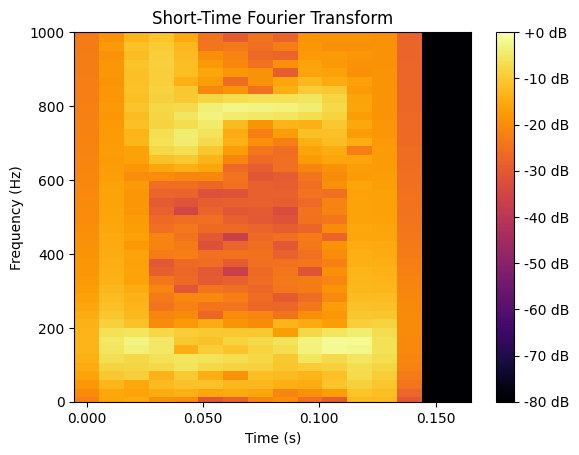 Short-Time Fourier Transform
1000
800
600
400
200
0
Frequency (Hz)
0.000
0.050
0.100
0.150
Time (s)
+0 dB
-10 dB
-20 dB
-30 dB
-40 dB
-50 dB
-60 dB
-70 dB
-80 dB